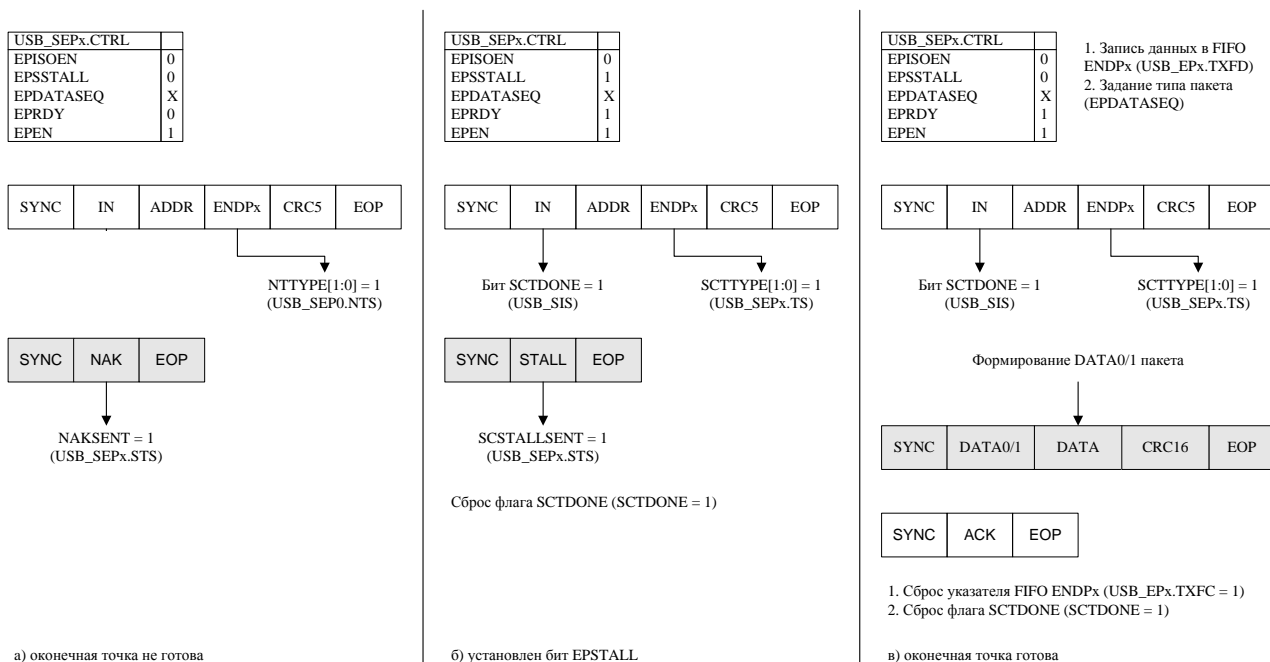 USB_SEPx.CTRL
EPISOEN 0
EPSSTALL 0
EPDATASEQ X
EPRDY 0
EPEN 1
SYNC IN ADDR ENDPx CRC5 EOP
NTTYPE[1:0] = 1
(USB_SEP0.NTS)
SYNC NAK EOP
NAKSENT = 1
(USB_SEPx.STS)
а) оконечная точка не готова
USB_SEPx.CTRL
EPISOEN 0
EPSSTALL 1
EPDATASEQ X
EPRDY 1
EPEN 1
SYNC IN ADDR ENDPx CRC5 EOP
Бит SCTDONE = 1
(USB_SIS)
SCTTYPE[1:0] = 1
(USB_SEPx.TS)
SYNC STALL EOP
SCSTALLSENT = 1
(USB_SEPx.STS)
Сброс флага SCTDONE (SCTDONE = 1)
б) установлен бит EPSTALL
USB_SEPx.CTRL
EPISOEN 0
EPSSTALL 0
EPDATASEQ X
EPRDY 1
EPEN 1
1. Запись данных в FIFO
ENDPx (USB_EPx.TXFD)
2. Задание типа пакета
(EPDATASEQ)
SYNC IN ADDR ENDPx CRC5 EOP
Бит SCTDONE = 1
(USB_SIS)
SCTTYPE[1:0] = 1
(USB_SEPx.TS)
Формирование DATA0/1 пакета
SYNC DATA0/1 DATA CRC16 EOP
SYNC ACK EOP
1. Сброс указателя FIFO ENDPx (USB_EPx.TXFC = 1)
2. Сброс флага SCTDONE (SCTDONE = 1)
в) оконечная точка готова